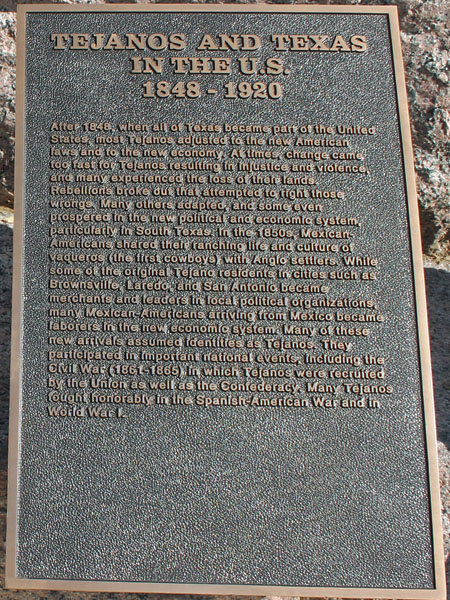 TEJANOS AND TEXAS
IN THE U.S.
1848 - 1920
After 1848, when all of Texas became part of the United
States, most Tejanos adjusted to the new American
laws and to the new economy. At times, change came
too fast for Tejanos resulting in injustice and violence,
and many experienced the loss of their lands.
Rebellions broke out that attempted to right those
wrongs. Many others adapted, and some even
prospered in the new political and economic system,
particularly in South Texas. In the 1850s, Mexican-
Americans shared their ranching life and culture of
vaqueros (the first cowboys) with Anglo settlers. While
some of the original Tejano residents in cities such as
Brownsville, Laredo, and San Antonio became
merchants and leaders in local political organizations,
many Mexican-Americans arriving from Mexico became
laborers in the new economic system. Many of these
new arrivals assumed identities as Tejanos. They
participated in important national events, including the
Civil War (1861-1865) in which Tejanos were recruited
by the Union as well as the Confederacy. Many Tejanos
fought honorably in the Spanish-American War and in
World War I.